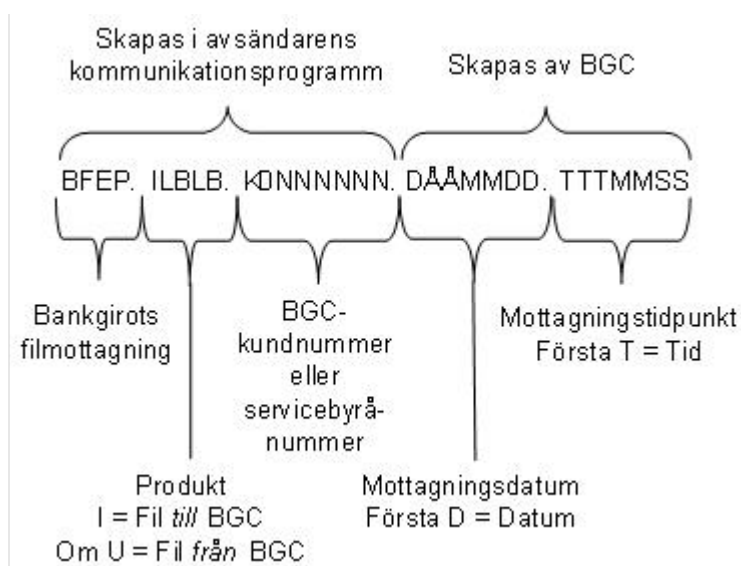 Skapas i avsändarens
kommunikationsprogramm
Skapas av BGC
BFEP. ILBLB. K0NNNNNN. DÅÅMMDD. TTTMMSS
Bankgirots
filmottagning
BGC-
kundnummer
eller
servicebyrå-
nummer
Mottagningstidpunkt
Första T = Tid
Produkt
I = Fil till BGC
Om U = Fil från BGC
Mottagningsdatum
Första D = Datum